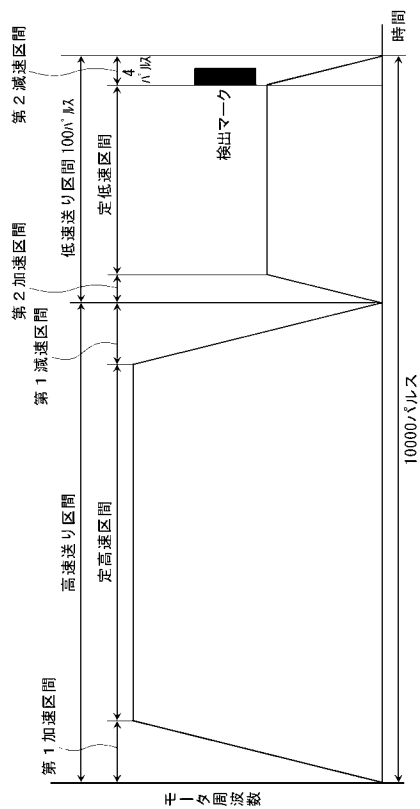 モータ周波数
第1加速区間
高速送り区間
定高速区間
第1減速区間
第2加速区間
低速送り区間 100パルス
定低速区間
検出マーク
第2減速区間
4パルス
10000パルス
時間